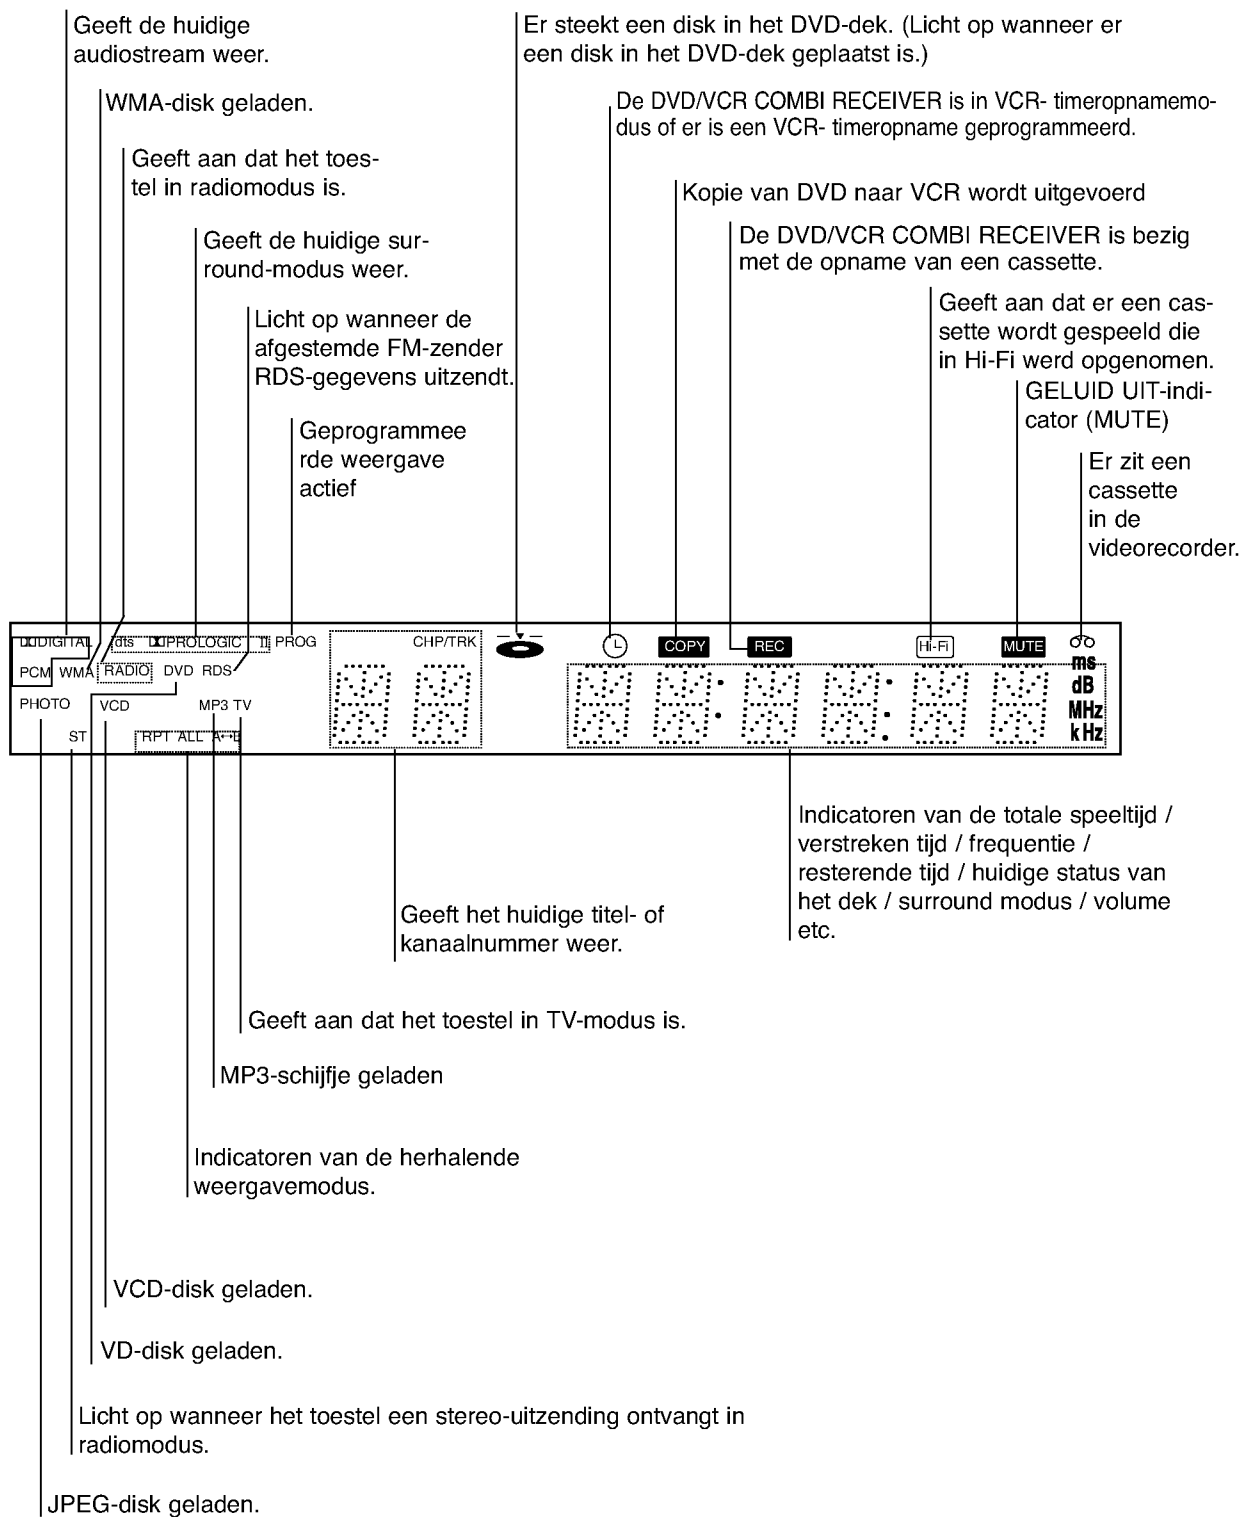 Geeft de huidige
audiostream weer.
WMA-disk geladen.
Geeft aan dat het toes-
tel in radiomodus is.
Geeft de huidige sur-
round-modus weer.
Licht op wanneer de
afgestemde FM-zender
RDS-gegevens uitzendt.
Geprogrammee
rde weergave
actief
Er steekt een disk in het DVD-dek. (Licht op wanneer er
een disk in het DVD-dek geplaatst is.)
De DVD/VCR COMBI RECEIVER is in VCR- timeropnamemo-
dus of er is een VCR- timeropname geprogrammeerd.
Kopie van DVD naar VCR wordt uitgevoerd
De DVD/VCR COMBI RECEIVER is bezig
met de opname van een cassette.
Geeft aan dat er een cas-
sette wordt gespeeld die
in Hi-Fi werd opgenomen.
GELUID UIT-indi-
cator (MUTE)
Er zit een
cassette
in de
videorecorder.
DIGITAL dts PROLOGIC II PROG CHP/TRK COPY REC Hi-Fi MUTE
PCM WMA RADIO DVD RDS ms
dB
PHOTO VCD MP3 TV MHz
ST RPT ALL A↔B kHz
Indicatoren van de totale speeltijd /
verstreken tijd / frequentie /
resterende tijd / huidige status van
het dek / surround modus / volume
etc.
Geeft het huidige titel- of
kanaalnummer weer.
Geeft aan dat het toestel in TV-modus is.
MP3-schijfje geladen
Indicatoren van de herhalende
weergavemodus.
VCD-disk geladen.
VD-disk geladen.
Licht op wanneer het toestel een stereo-uitzending ontvangt in
radiomodus.
JPEG-disk geladen.